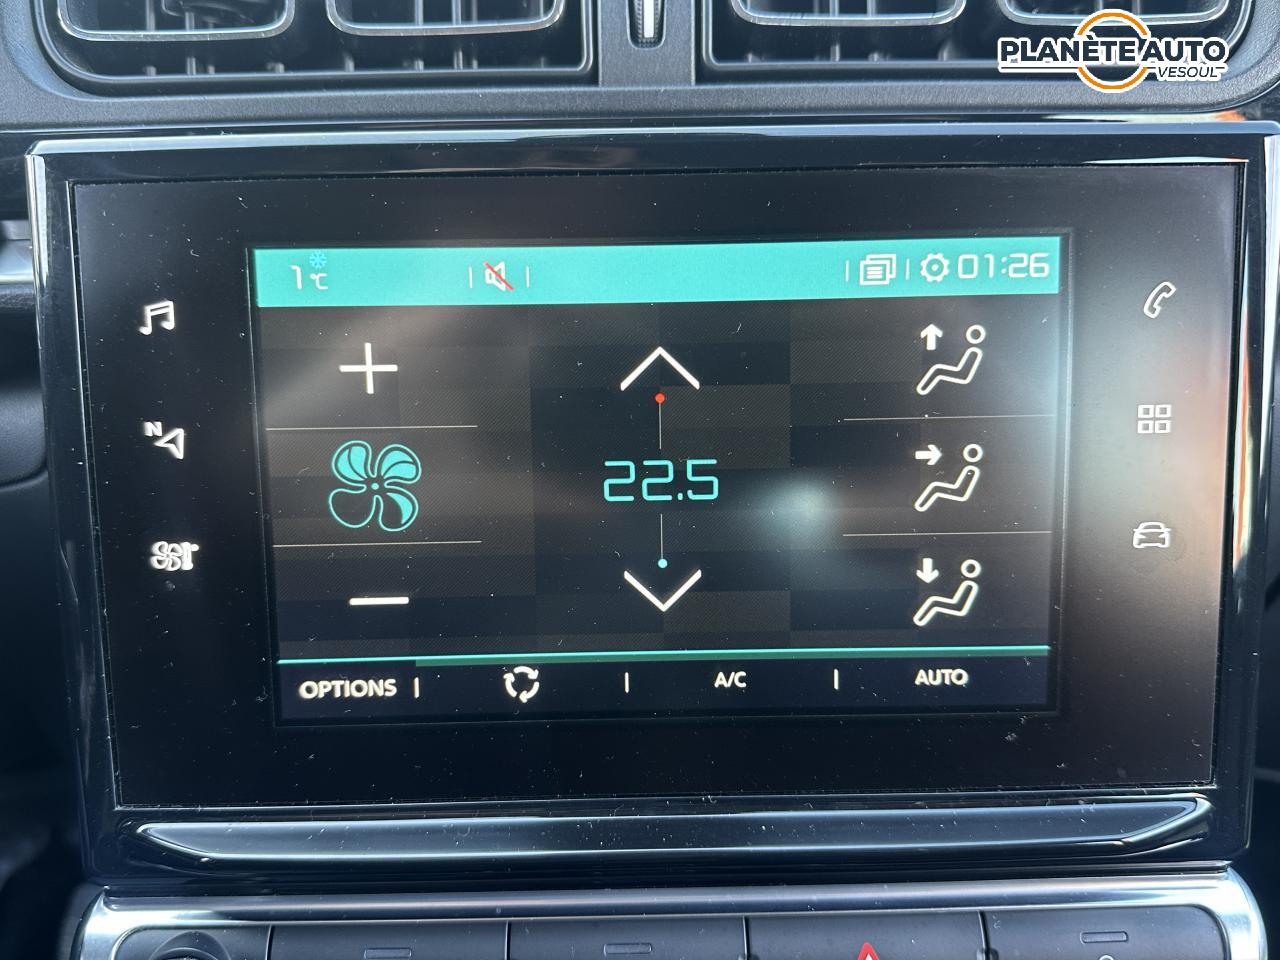 PLANÈTE AUTO
VESOUL
1°C
01:26
N
22.5
OPTIONS
A/C
AUTO